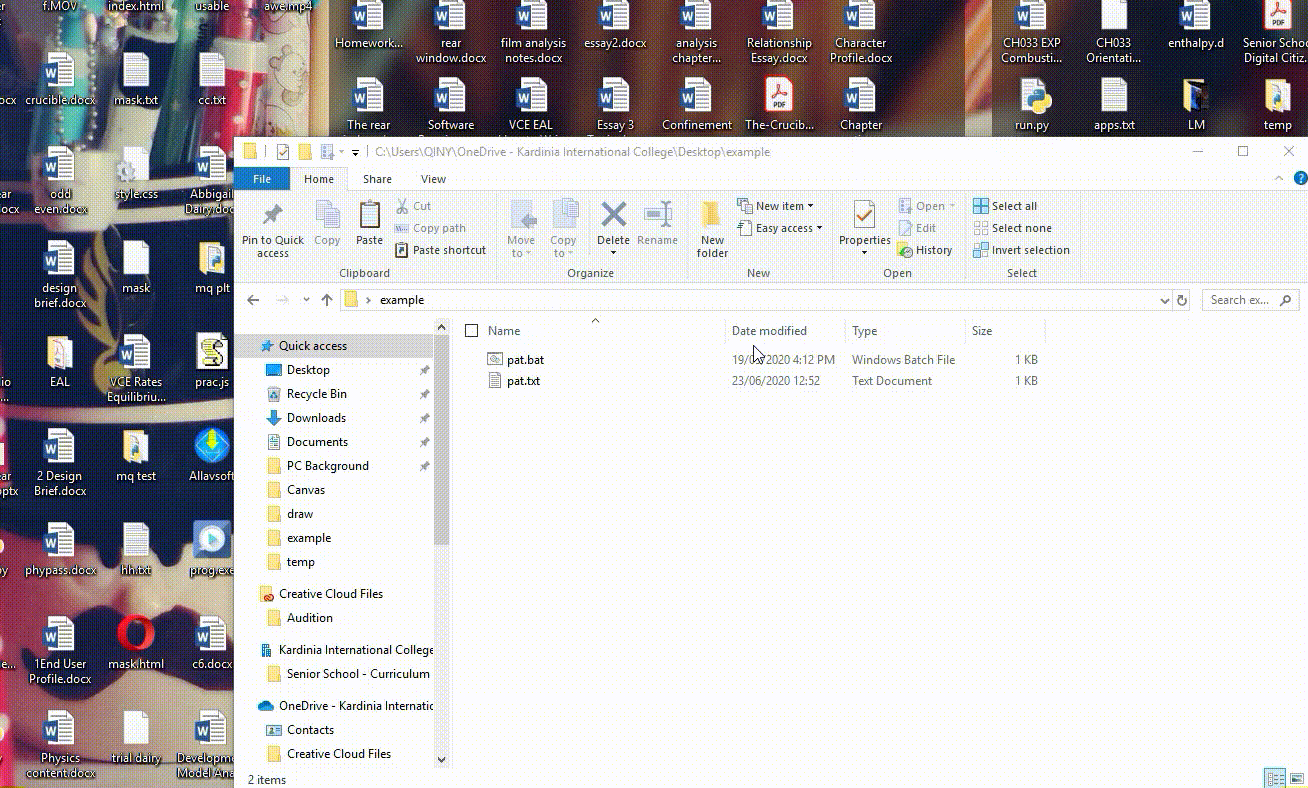 f.MOV
index.html
usable
awe.mp4
Homework...
rear
window.docx
film analysis
notes.docx
essay2.docx
analysis
chapter...
Relationship
Essay.docx
Character
Profile.docx
CH033 EXP
Combusti...
CH033
Orientati...
enthalpy.d
Senior Schoo
Digital Citiz.
ocx
crucible.docx
mask.txt
cc.txt
The rear
Software
VCE EAL
Essay 3
Confinement
The-Crucib...
Chapter
run.py
apps.txt
LM
temp
C:\Users\QINY\OneDrive - Kardinia International College\Desktop\example
File
Home
Share
View
ear
ocx
odd
even.docx
style.css
Abbigail
Dairy.doc
Pin to Quick
access
Copy
Paste
Cut
Copy path
Paste shortcut
Clipboard
Move
to
Copy
to
Delete
Rename
Organize
New
folder
New item
Easy access
New
Properties
Open
Edit
History
Open
Select all
Select none
Invert selection
Select
design
brief.docx
mask
mq plt
example
Search ex...
Name
Date modified
Type
Size
pat.bat
19/0 2020 4:12 PM
Windows Batch File
1 KB
pat.txt
23/06/2020 12:52
Text Document
1 KB
Quick access
Desktop
Recycle Bin
Downloads
Documents
PC Background
Canvas
draw
example
temp
Creative Cloud Files
Audition
Kardinia International College
Senior School - Curriculum
OneDrive - Kardinia Internatio
Contacts
Creative Cloud Files
2 items
io
...
EAL
VCE Rates
Equilibriu...
prac.js
ear
pptx
2 Design
Brief.docx
mq test
Allavsoft
py
phypass.docx
hh.txt
prog.exe
e...
1End User
Profile.docx
mask.html
c6.docx
Physics
content.docx
trial dairy
Developm
Model Ana